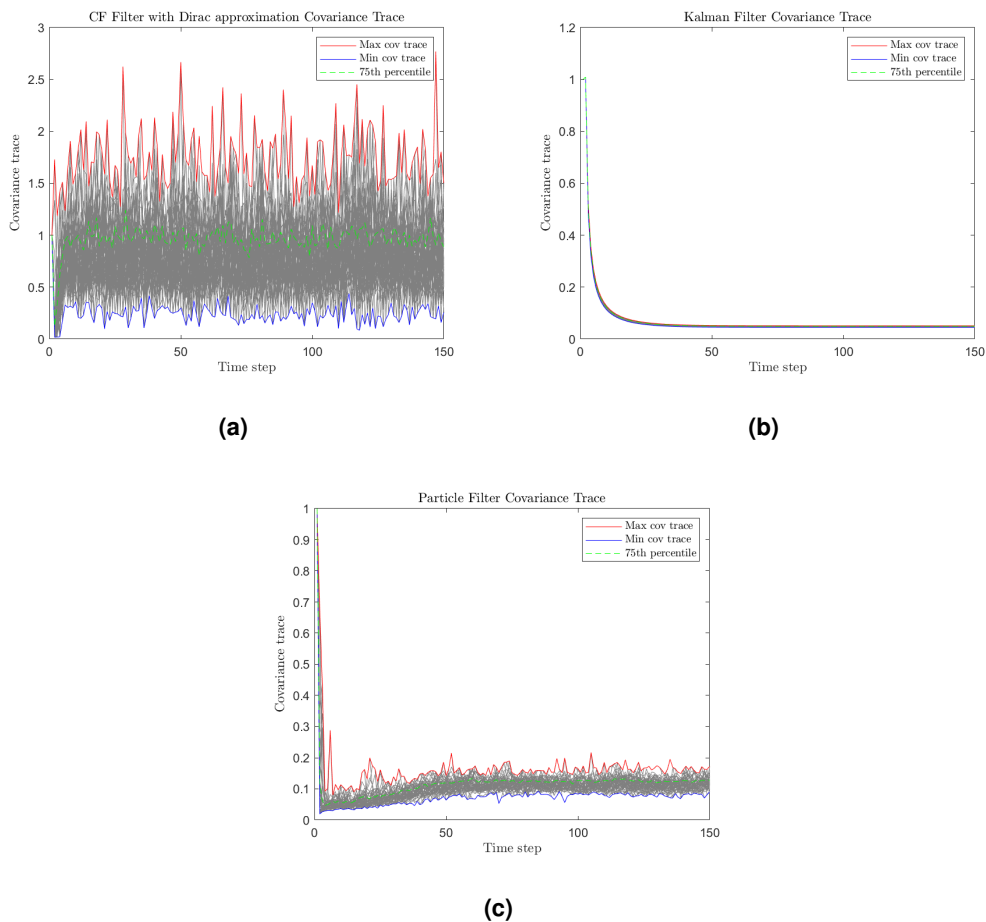 CF Filter with Dirac approximation Covariance Trace
3
2.5
2
1.5
1
0.5
0
0
50
100
150
Covariance trace
Time step
Max cov trace
Min cov trace
75th percentile
(a)
Kalman Filter Covariance Trace
1.2
1
0.8
0.6
0.4
0.2
0
0
50
100
150
Covariance trace
Time step
Max cov trace
Min cov trace
75th percentile
(b)
Particle Filter Covariance Trace
1
0.9
0.8
0.7
0.6
0.5
0.4
0.3
0.2
0.1
0
0
50
100
150
Covariance trace
Time step
Max cov trace
Min cov trace
75th percentile
(c)